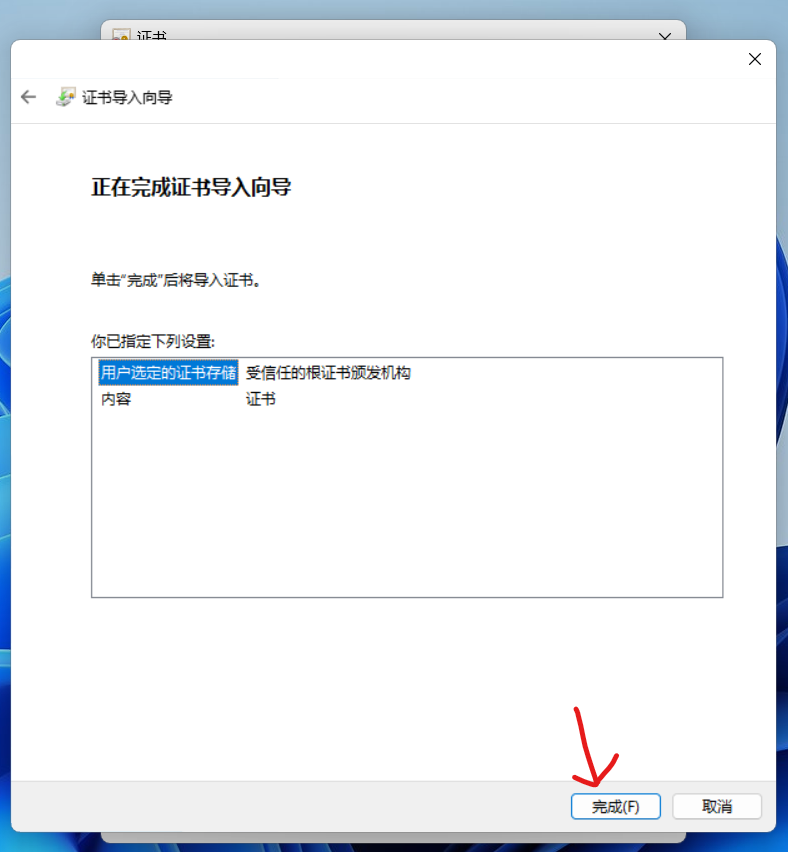 证书
证书导入向导
正在完成证书导入向导
单击“完成”后将导入证书。
你已指定下列设置:
用户选定的证书存储 受信任的根证书颁发机构
内容 证书
完成(F) 取消